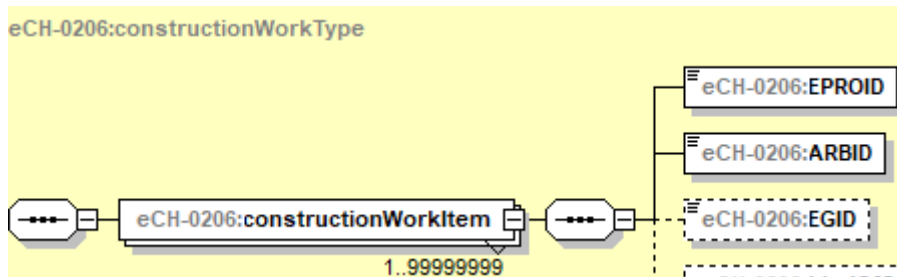 eCH-0206:constructionWorkType
eCH-0206:EPROID
eCH-0206:ARBID
eCH-0206:constructionWorkItem
eCH-0206:EGID
1..99999999